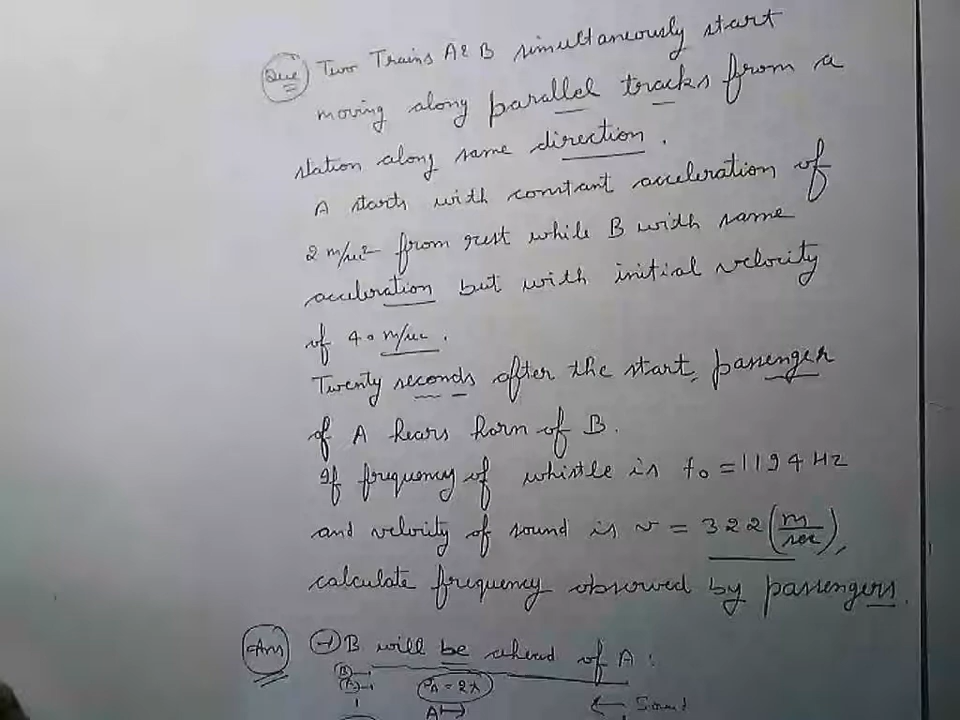 Que Two Trains A & B simultaneously start
moving along parallel tracks from a
station along same direction.
A starts with constant acceleration of
2 m/sec² from rest while B with same
acceleration but with initial velocity
of 40 m/sec.
Twenty seconds after the start, passenger
of A hears horn of B.
If frequency of whistle is f₀ = 1194 Hz
and velocity of sound is v = 322 (m/sec),
calculate frequency observed by passengers.
Ans → B will be ahead of A :
B →
A →
A ↦
← Sound